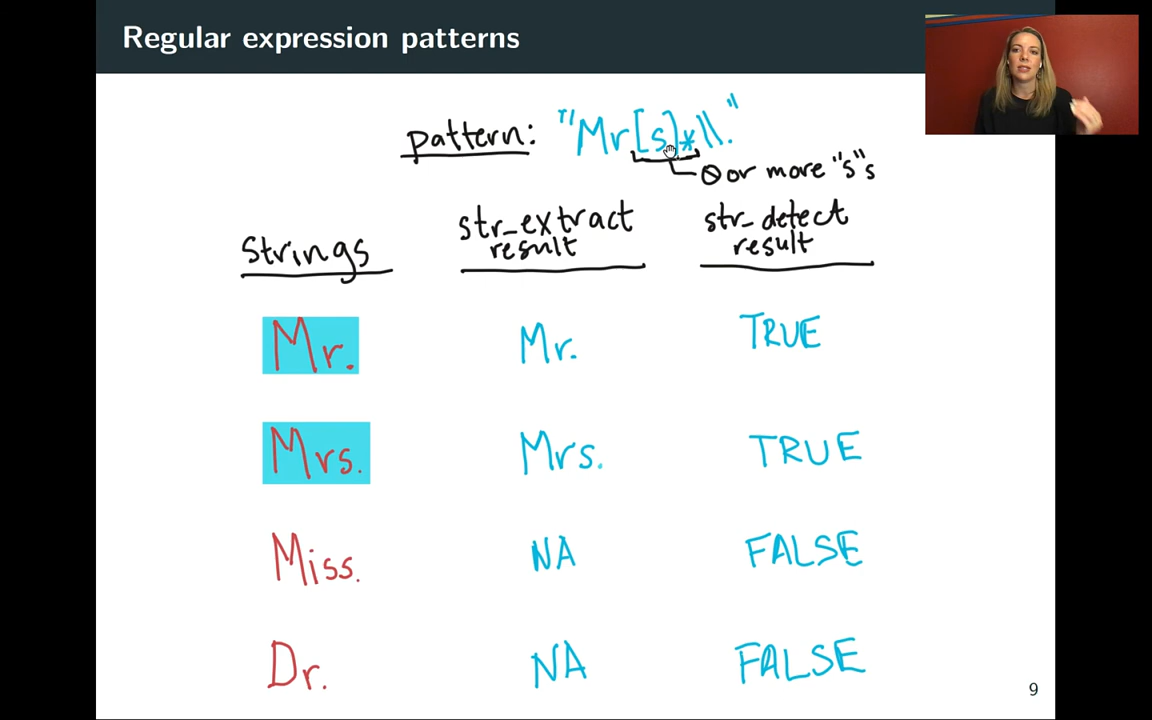 Regular expression patterns
pattern: "Mr[s]*\\."
0 or more "s"s
Strings str_extract result str_detect result
Mr. Mr. TRUE
Mrs. Mrs. TRUE
Miss. NA FALSE
Dr. NA FALSE
9